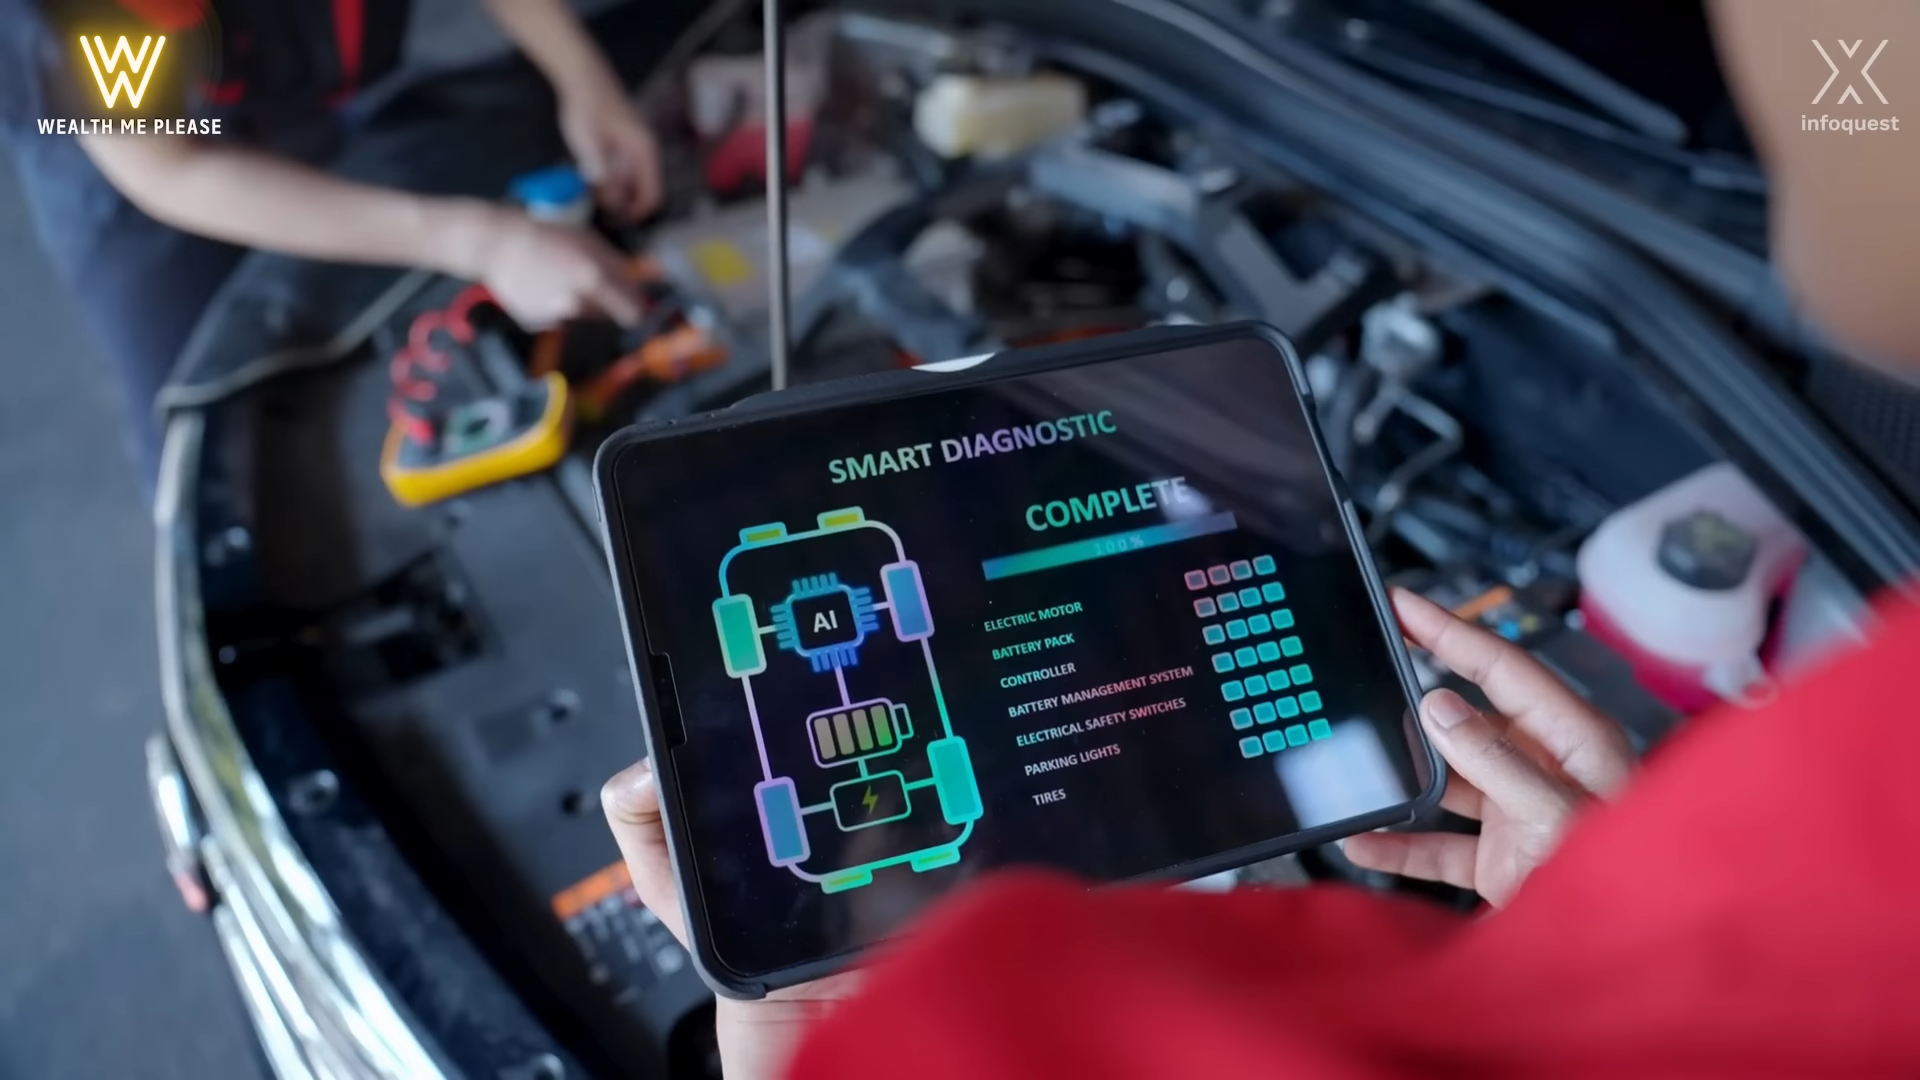 WEALTH ME PLEASE
infoquest
SMART DIAGNOSTIC
COMPLETE
100%
AI
ELECTRIC MOTOR
BATTERY PACK
CONTROLLER
BATTERY MANAGEMENT SYSTEM
ELECTRICAL SAFETY SWITCHES
PARKING LIGHTS
TIRES